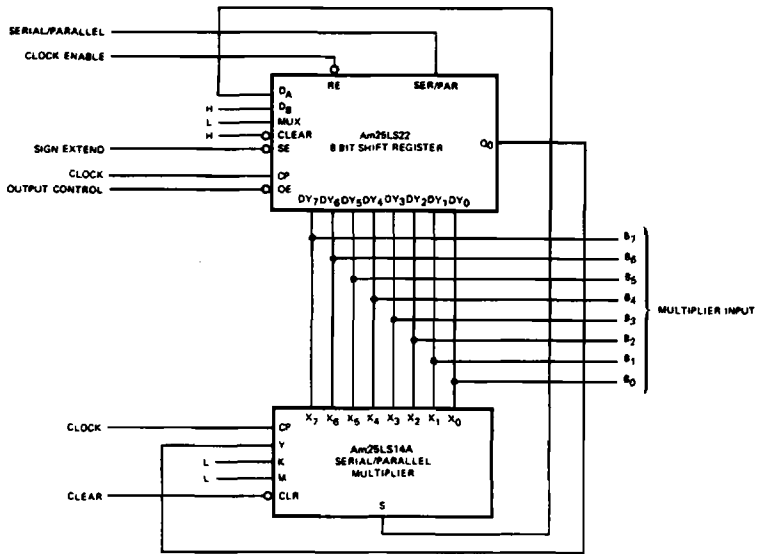 SERIAL/PARALLEL
CLOCK ENABLE
RE SER/PAR
DA
H DB
L MUX
H CLEAR
SIGN EXTEND SE
CLOCK CP
OUTPUT CONTROL OE
Am25LS22
8 BIT SHIFT REGISTER
Q0
DY7 DY6 DY5 DY4 DY3 DY2 DY1 DY0
B7
B6
B5
B4
B3
B2
B1
B0
MULTIPLIER INPUT
X7 X6 X5 X4 X3 X2 X1 X0
CLOCK CP
Y
L K
L M
CLEAR CLR
Am25LS14A
SERIAL/PARALLEL
MULTIPLIER
S